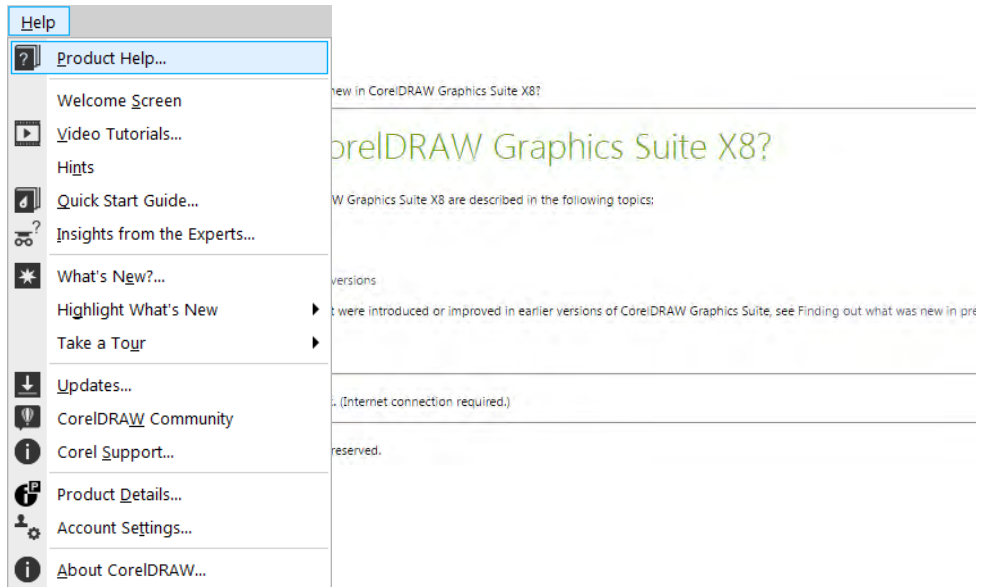 Help
Product Help...
Welcome Screen
Video Tutorials...
Hints
Quick Start Guide...
Insights from the Experts...
What's New?...
Highlight What's New
Take a Tour
Updates...
CorelDRAW Community
Corel Support...
Product Details...
Account Settings...
About CorelDRAW...
new in CorelDRAW Graphics Suite X8?
orelDRAW Graphics Suite X8?
W Graphics Suite X8 are described in the following topics:
versions
t were introduced or improved in earlier versions of CorelDRAW Graphics Suite, see Finding out what was new in pre
. (Internet connection required.)
reserved.